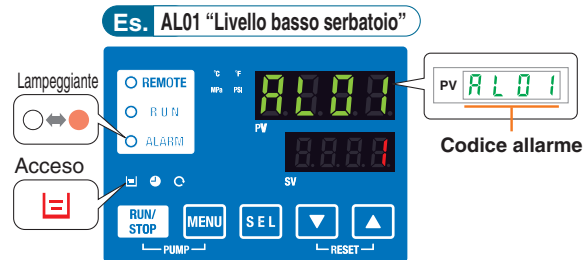 Es. AL01 “Livello basso serbatoio”
Lampeggiante
Acceso
REMOTE
RUN
ALARM
°C °F
MPa PSI
AL01
PV
1
SV
RUN/
STOP
MENU
SEL
PUMP
RESET
PV AL01
Codice allarme